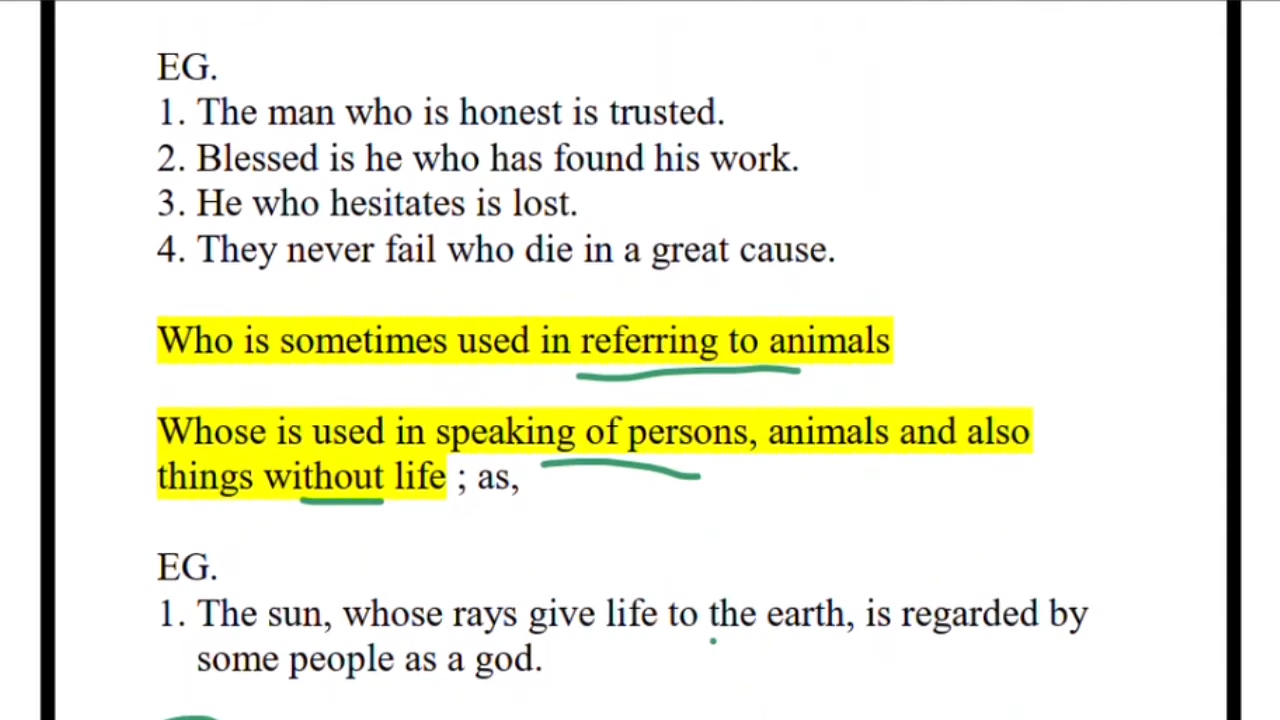 EG.
1. The man who is honest is trusted.
2. Blessed is he who has found his work.
3. He who hesitates is lost.
4. They never fail who die in a great cause.
Who is sometimes used in referring to animals
Whose is used in speaking of persons, animals and also
things without life ; as,
EG.
1. The sun, whose rays give life to the earth, is regarded by
some people as a god.